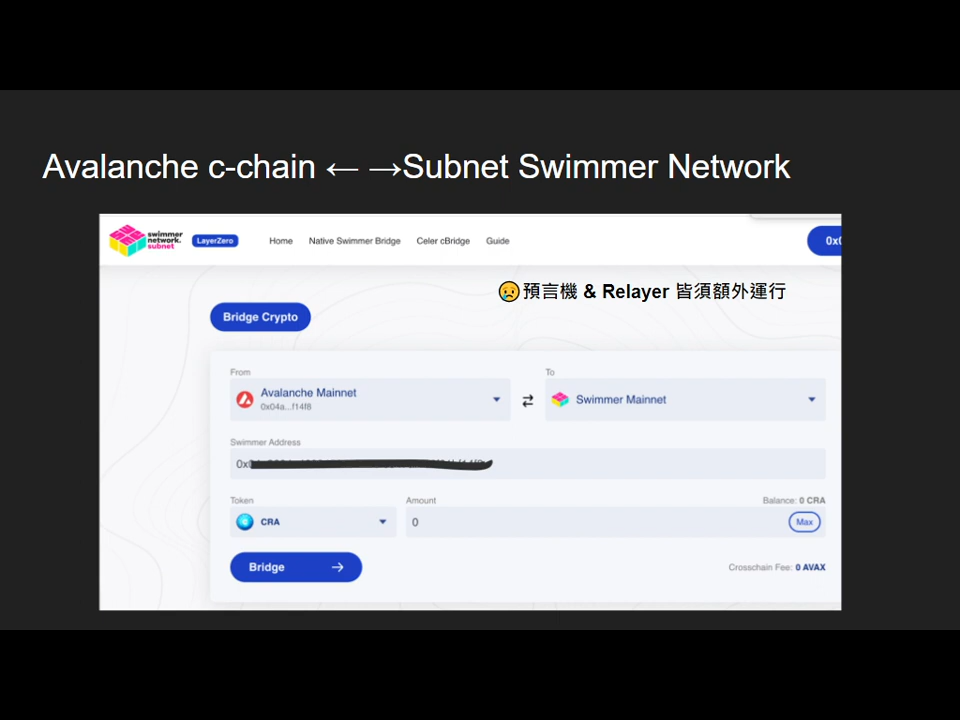 Avalanche c-chain ← →Subnet Swimmer Network
swimmer
network.
subnet
LayerZero
Home
Native Swimmer Bridge
Celer cBridge
Guide
0x0
😥預言機 & Relayer 皆須額外運行
Bridge Crypto
From
To
Avalanche Mainnet
0x04a...f14f8
Swimmer Mainnet
Swimmer Address
Token
Amount
Balance: 0 CRA
CRA
0
Max
Bridge →
Crosschain Fee: 0 AVAX